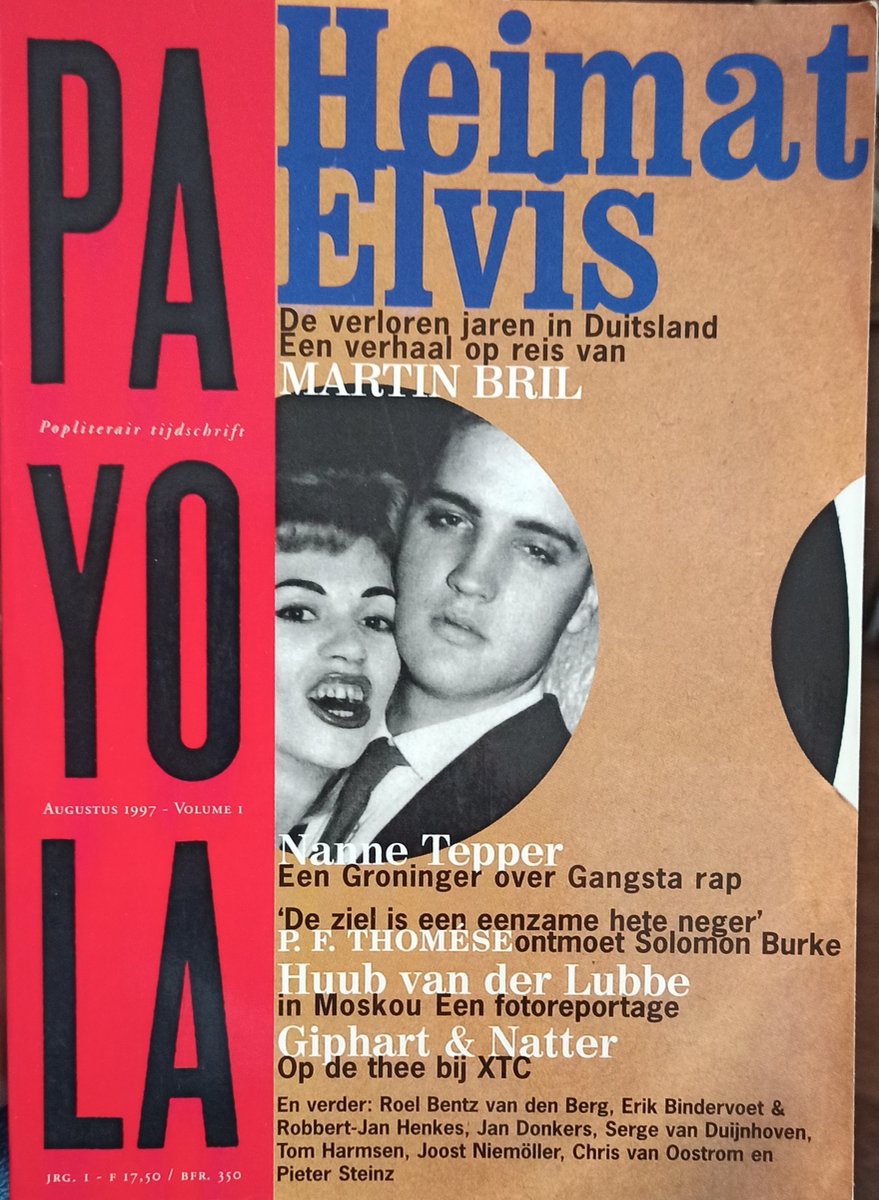 PA
YO
LA
Popliterair tijdschrift
Augustus 1997 - Volume 1
jrg. 1 - f 17,50 / bfr. 350
Heimat
Elvis
De verloren jaren in Duitsland
Een verhaal op reis van
MARTIN BRIL
Nanne Tepper
Een Groninger over Gangsta rap
‘De ziel is een eenzame hete neger’
P. F. THOMÉSE ontmoet Solomon Burke
Huub van der Lubbe
in Moskou Een fotoreportage
Giphart & Natter
Op de thee bij XTC
En verder: Roel Bentz van den Berg, Erik Bindervoet &
Robbert-Jan Henkes, Jan Donkers, Serge van Duijnhoven,
Tom Harmsen, Joost Niemöller, Chris van Oostrom en
Pieter Steinz